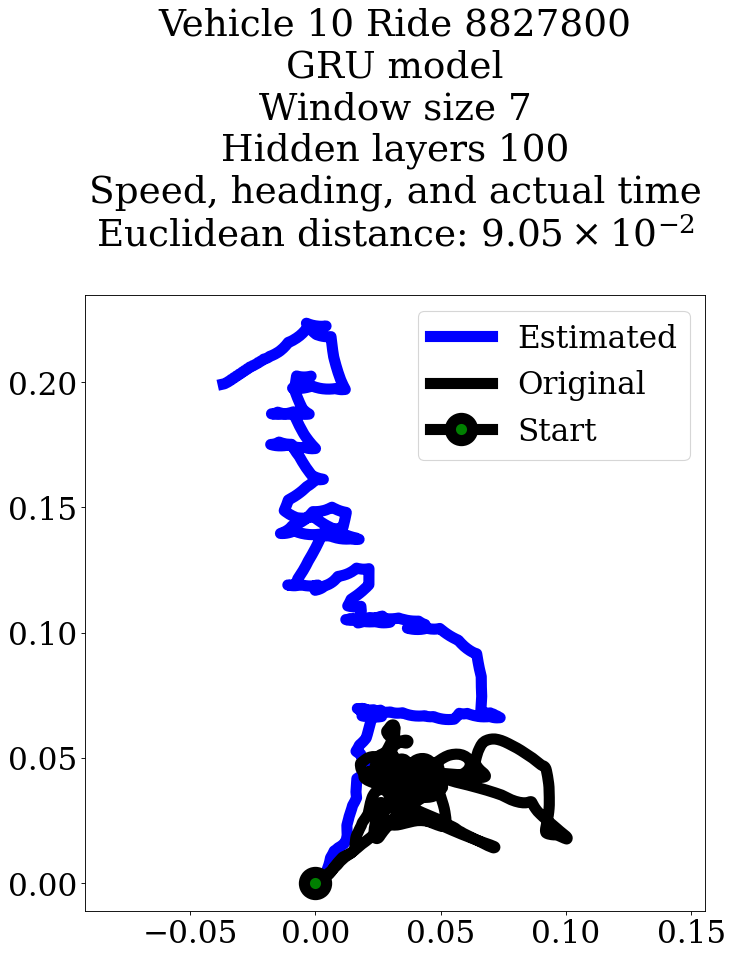 Vehicle 10 Ride 8827800
GRU model
Window size 7
Hidden layers 100
Speed, heading, and actual time
Euclidean distance: 9.05 × 10⁻²
Estimated
Original
Start
0.20
0.15
0.10
0.05
0.00
−0.05 0.00 0.05 0.10 0.15